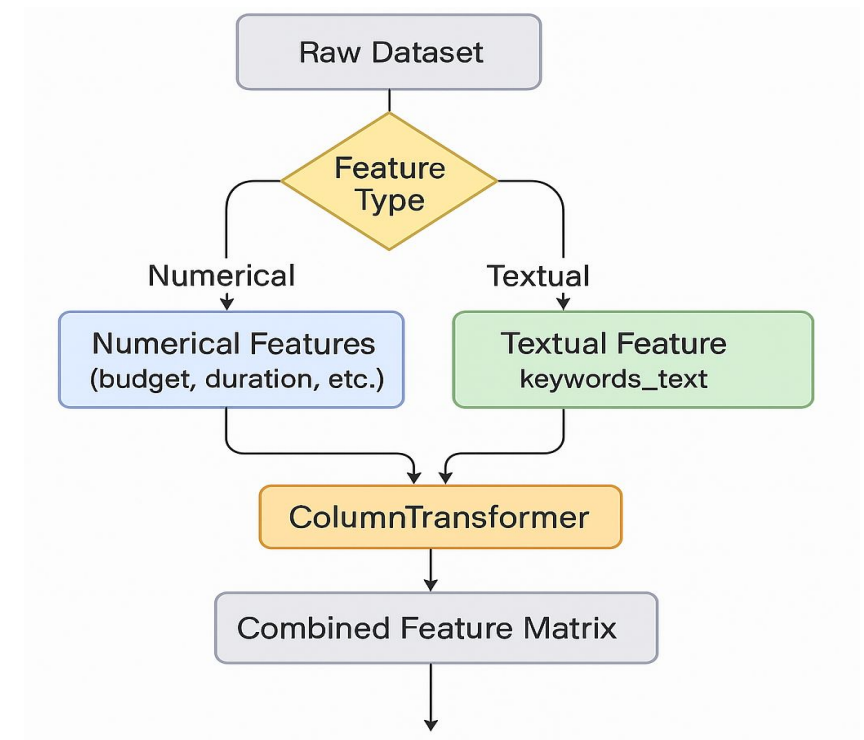 Raw Dataset
Feature
Type
Numerical
Textual
Numerical Features
(budget, duration, etc.)
Textual Feature
keywords_text
ColumnTransformer
Combined Feature Matrix